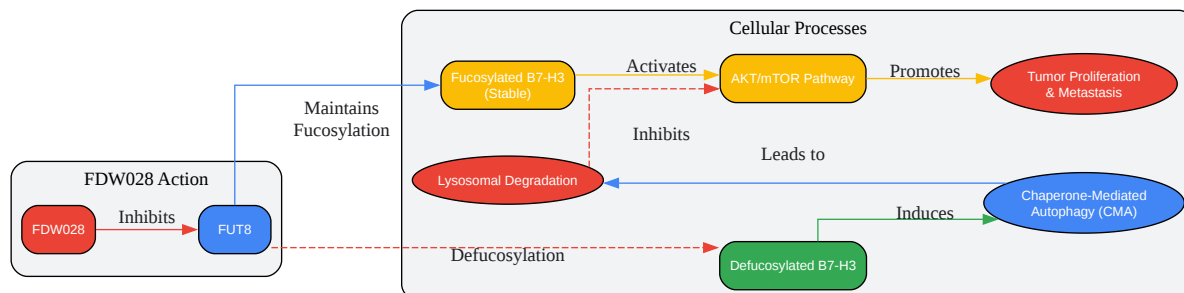 Cellular Processes
Fucosylated B7-H3
(Stable)
Activates
AKT/mTOR Pathway
Promotes
Tumor Proliferation
& Metastasis
Maintains
Fucosylation
Inhibits
Leads to
Lysosomal Degradation
Chaperone-Mediated
Autophagy (CMA)
FDW028 Action
FDW028
Inhibits
FUT8
Induces
Defucosylation
Defucosylated B7-H3